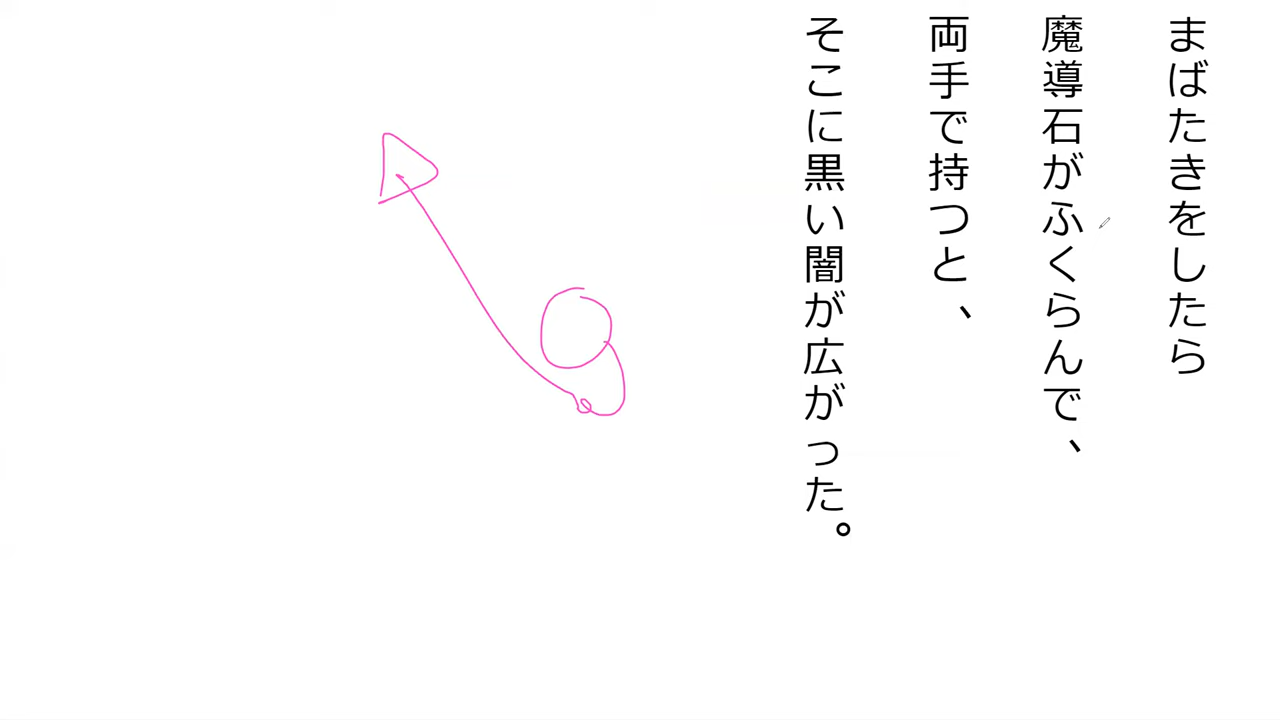 まばたきをしたら
魔導石がふくらんで、
両手で持つと、
そこに黒い闇が広がった。